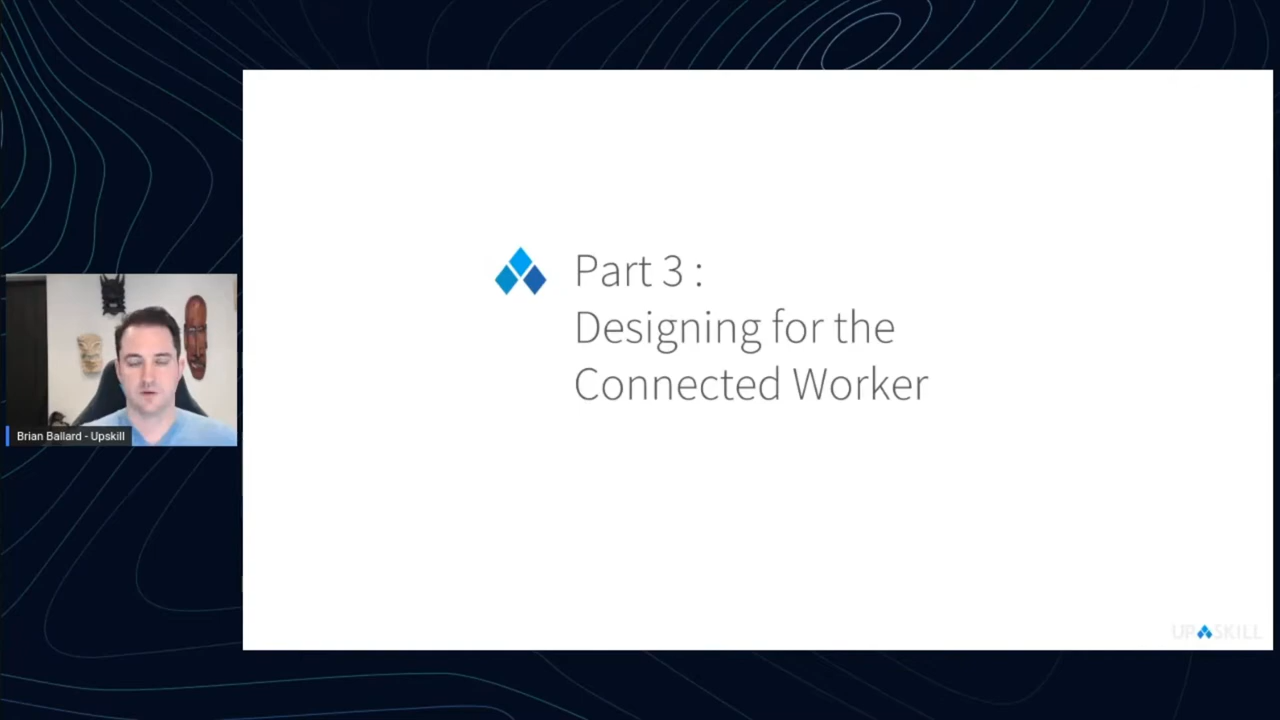 Part 3 :
Designing for the
Connected Worker
Brian Ballard - Upskill
UPSKILL